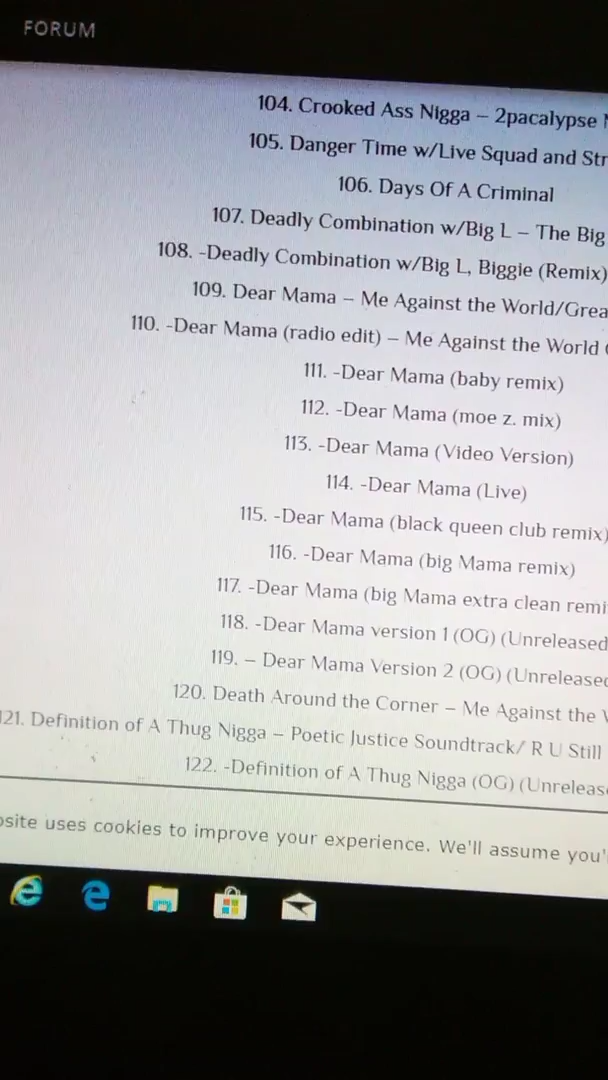 FORUM
104. Crooked Ass Nigga – 2pacalypse
105. Danger Time w/Live Squad and
106. Days Of A Criminal
107. Deadly Combination w/Big L – The Big
108. -Deadly Combination w/Big L, Biggie (Remix)
109. Dear Mama – Me Against the World/
110. -Dear Mama (radio edit) – Me Against the World
111. -Dear Mama (baby remix)
112. -Dear Mama (moe z. mix)
113. -Dear Mama (Video Version)
114. -Dear Mama (Live)
115. -Dear Mama (black queen club remix)
116. -Dear Mama (big Mama remix)
117. -Dear Mama (big Mama extra clean
118. -Dear Mama version 1 (OG) (Unreleased
119. – Dear Mama Version 2 (OG) (Unreleased
120. Death Around the Corner – Me Against the
121. Definition of A Thug Nigga – Poetic Justice Soundtrack/ R U Still
122. -Definition of A Thug Nigga (OG)
uses cookies to improve your experience. We'll assume